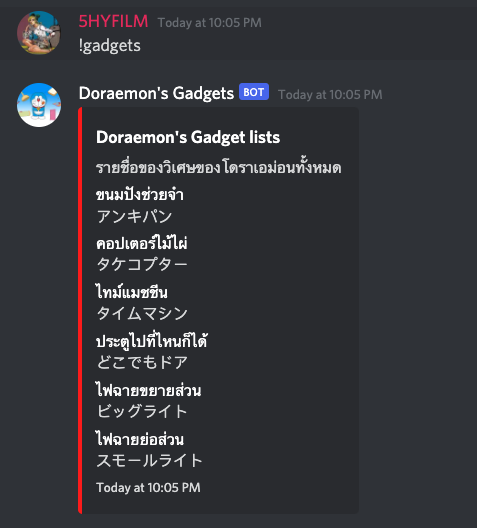 5HYFILM Today at 10:05 PM
!gadgets
Doraemon's Gadgets BOT Today at 10:05 PM
Doraemon's Gadget lists
รายชื่อของวิเศษของโดราเอม่อนทั้งหมด
ขนมปังช่วยจำ
アンキパン
คอปเตอร์ไม้ไผ่
タケコプター
ไทม์แมชชีน
タイムマシン
ประตูไปที่ไหนก็ได้
どこでもドア
ไฟฉายขยายส่วน
ビッグライト
ไฟฉายย่อส่วน
スモールライト
Today at 10:05 PM